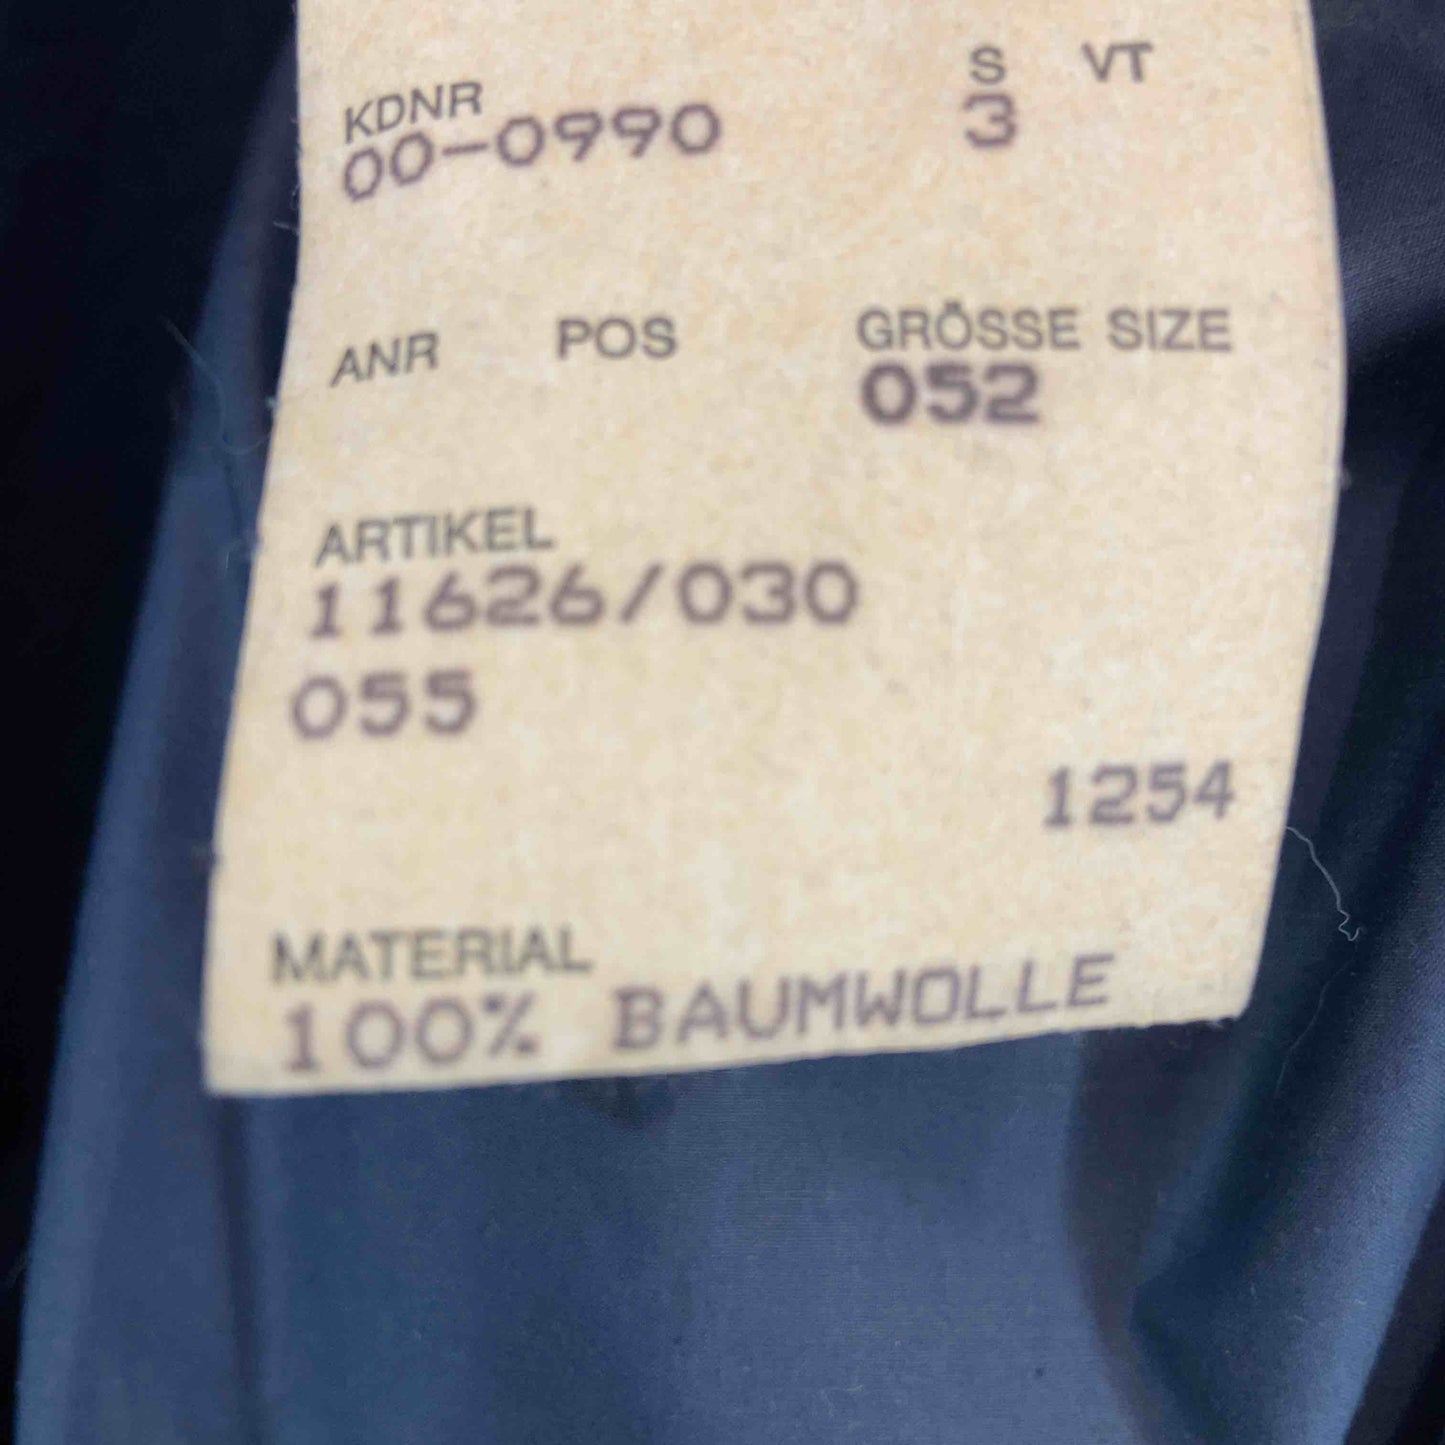 KDNR S VT
00-0990 3
ANR POS GRÖSSE SIZE
052
ARTIKEL
11626/030
055
1254
MATERIAL
100% BAUMWOLLE